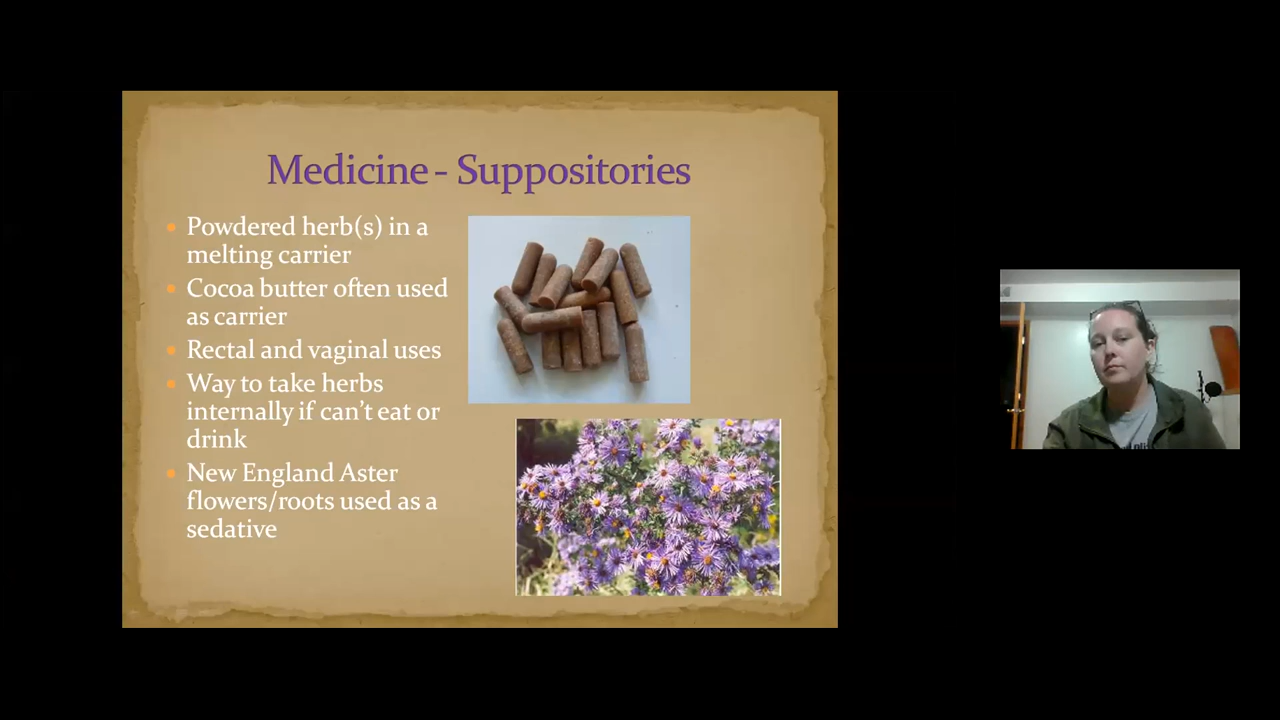 Medicine - Suppositories
Powdered herb(s) in a
melting carrier
Cocoa butter often used
as carrier
Rectal and vaginal uses
Way to take herbs
internally if can't eat or
drink
New England Aster
flowers/roots used as a
sedative